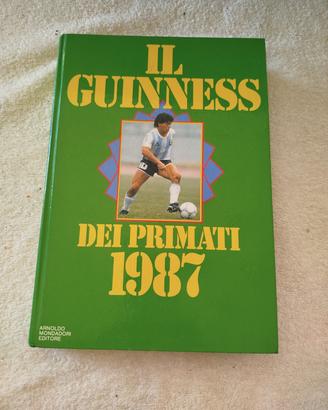 IL
GUINNESS
DEI PRIMATI
1987
ARNOLDO
MONDADORI
EDITORE